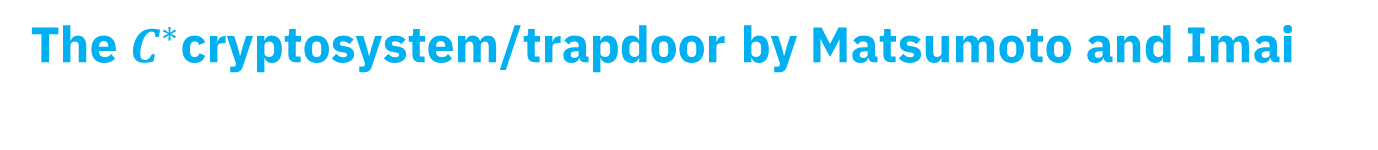 The C* cryptosystem/trapdoor by Matsumoto and Imai